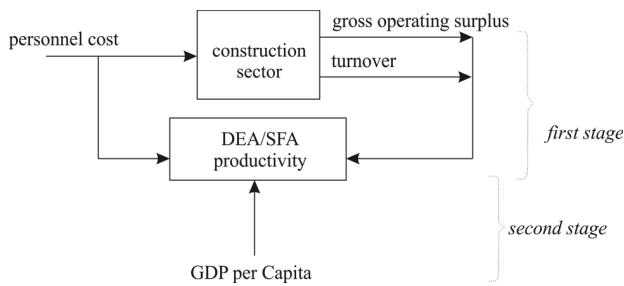 gross operating surplus
personnel cost
construction
sector
turnover
first stage
DEA/SFA
productivity
second stage
GDP per Capita